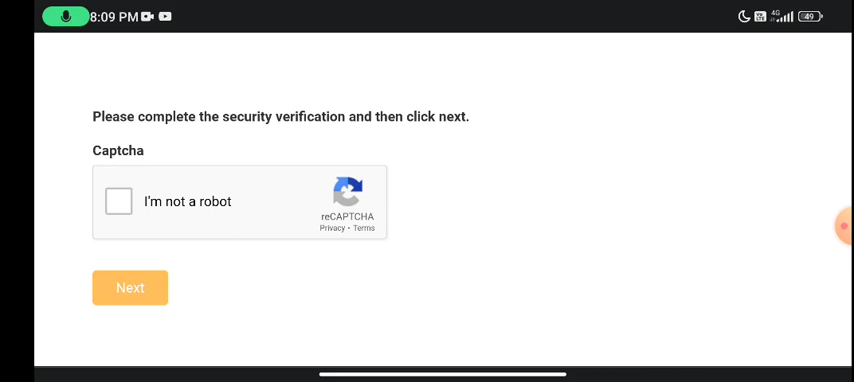 8:09 PM 4G 49
Please complete the security verification and then click next.
Captcha
I'm not a robot
reCAPTCHA
Privacy • Terms
Next